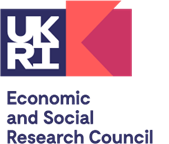 UK
RI
Economic
and Social
Research Council